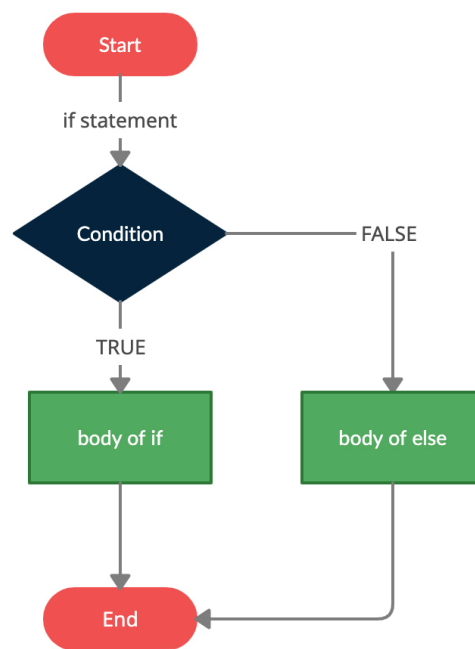 Start
if statement
Condition
FALSE
TRUE
body of if
body of else
End